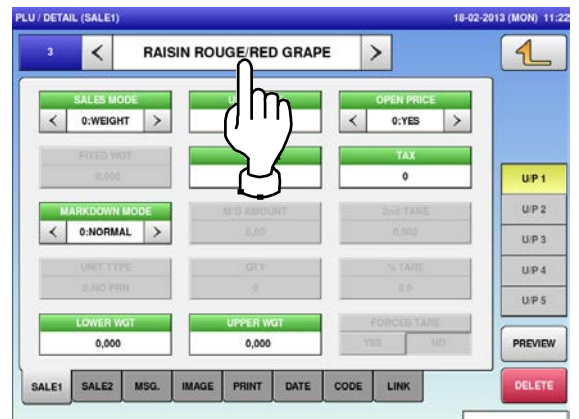 PLU / DETAIL (SALE1) 18-02-2013 (MON) 11:22
3 < RAISIN ROUGE/RED GRAPE >
SALES MODE OPEN PRICE
< 0:WEIGHT > < 0:YES >
FIXED WGT TAX
0,000 0
U/P 1
MARKDOWN MODE M/D AMOUNT 2nd TARE
U/P 2
< 0:NORMAL > 0,00 0,000
U/P 3
UNIT TYPE QTY % TARE
U/P 4
0:NO PRN 0 0.0
U/P 5
LOWER WGT UPPER WGT FORCED TARE
0,000 0,000 YES NO PREVIEW
SALE1 SALE2 MSG. IMAGE PRINT DATE CODE LINK DELETE